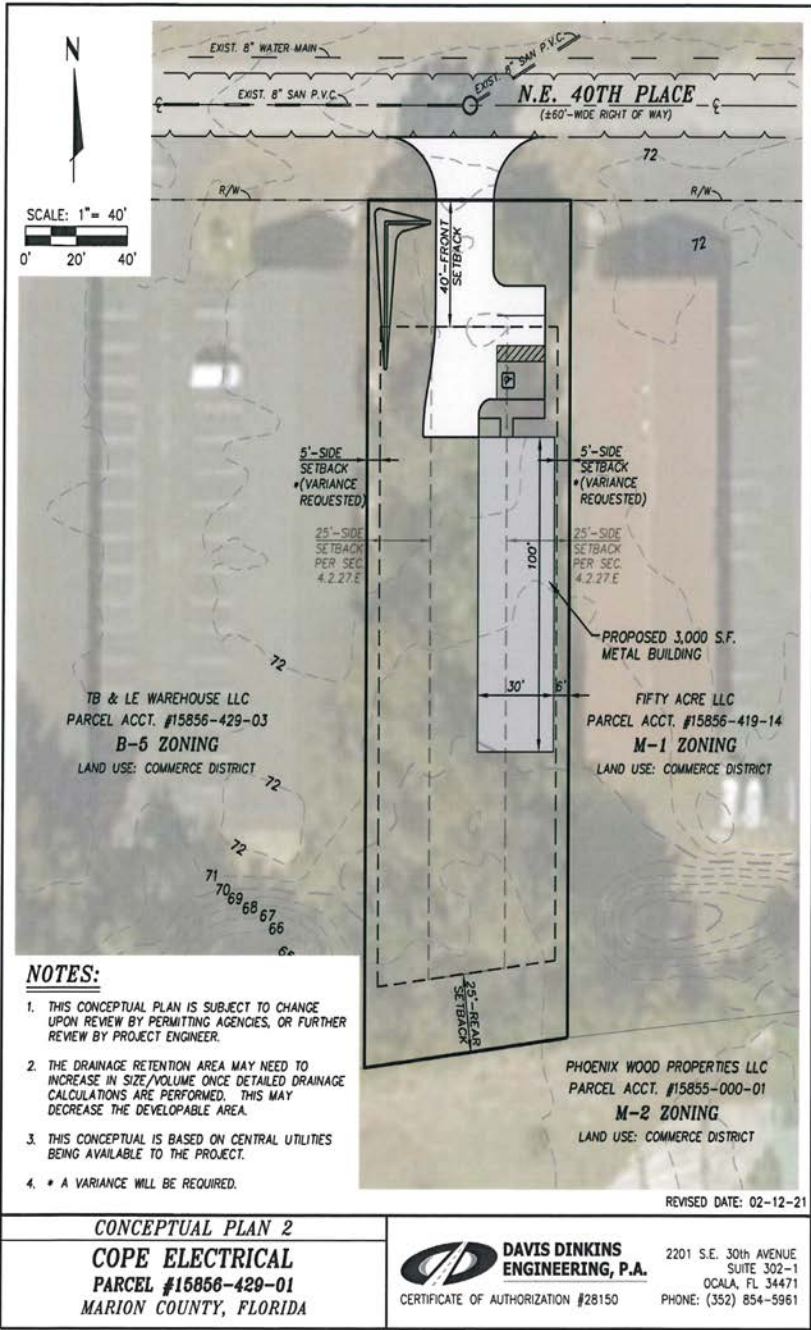 N
SCALE: 1"= 40'
0' 20' 40'
EXIST. 8" WATER MAIN
EXIST. 8" SAN P.V.C.
EXIST. 8" SAN P.V.C.
N.E. 40TH PLACE
(±60'-WIDE RIGHT OF WAY)
72
R/W
R/W
72
40'-FRONT
SETBACK
5'-SIDE
SETBACK
*(VARIANCE
REQUESTED)
5'-SIDE
SETBACK
*(VARIANCE
REQUESTED)
25'-SIDE
SETBACK
PER SEC.
4.2.27.E
25'-SIDE
SETBACK
PER SEC.
4.2.27.E
100'
PROPOSED 3,000 S.F.
METAL BUILDING
30'
6'
72
TB & LE WAREHOUSE LLC
PARCEL ACCT. #15856-429-03
B-5 ZONING
LAND USE: COMMERCE DISTRICT
FIFTY ACRE LLC
PARCEL ACCT. #15856-419-14
M-1 ZONING
LAND USE: COMMERCE DISTRICT
72
72
71
70
69
68
67
66
25'-REAR
SETBACK
PHOENIX WOOD PROPERTIES LLC
PARCEL ACCT. #15855-000-01
M-2 ZONING
LAND USE: COMMERCE DISTRICT
NOTES:
1. THIS CONCEPTUAL PLAN IS SUBJECT TO CHANGE
UPON REVIEW BY PERMITTING AGENCIES, OR FURTHER
REVIEW BY PROJECT ENGINEER.
2. THE DRAINAGE RETENTION AREA MAY NEED TO
INCREASE IN SIZE/VOLUME ONCE DETAILED DRAINAGE
CALCULATIONS ARE PERFORMED. THIS MAY
DECREASE THE DEVELOPABLE AREA.
3. THIS CONCEPTUAL IS BASED ON CENTRAL UTILITIES
BEING AVAILABLE TO THE PROJECT.
4. * A VARIANCE WILL BE REQUIRED.
REVISED DATE: 02-12-21
CONCEPTUAL PLAN 2
COPE ELECTRICAL
PARCEL #15856-429-01
MARION COUNTY, FLORIDA
DAVIS DINKINS
ENGINEERING, P.A.
CERTIFICATE OF AUTHORIZATION #28150
2201 S.E. 30th AVENUE
SUITE 302-1
OCALA, FL 34471
PHONE: (352) 854-5961